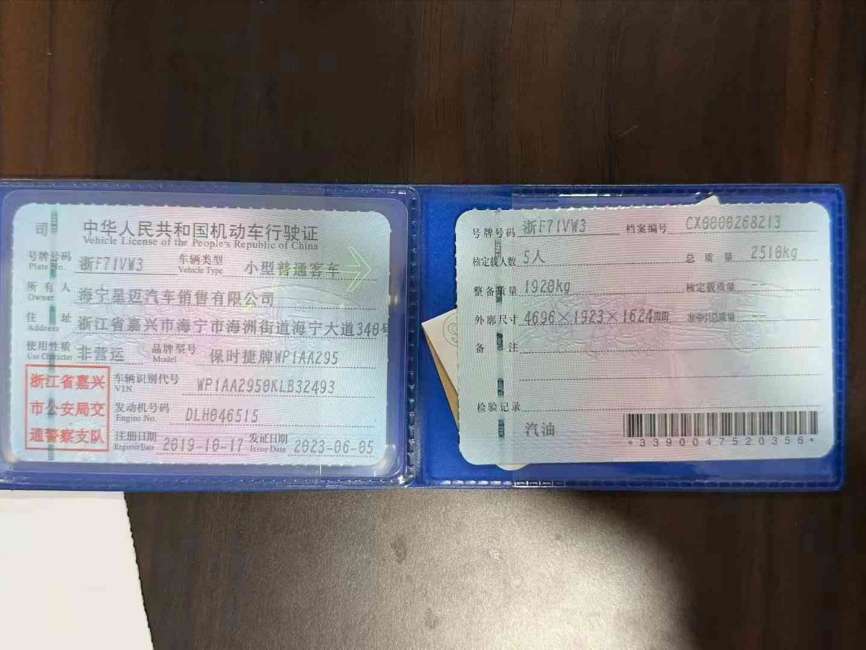 司
中华人民共和国机动车行驶证
Vehicle License of the People's Republic of China
号牌号码 浙F71VW3 车辆类型 小型普通客车
Plate No. Vehicle Type
所有人 海宁星迈汽车销售有限公司
Owner
住址 浙江省嘉兴市海宁市海洲街道海宁大道348号
Address
使用性质 非营运 品牌型号 保时捷牌WP1AA295
Use Character Model
浙江省嘉兴
市公安局交
通警察支队
车辆识别代号 WP1AA2950KLB32493
VIN
发动机号码 DLH046515
Engine No.
注册日期 2019-10-17 发证日期 2023-06-05
Register Date Issue Date
号牌号码 浙F71VW3 档案编号 CX0000268213
核定载人数 5人 总质量 2510kg
整备质量 1920kg 核定载质量 --
外廓尺寸 4696×1923×1624mm 准牵引总质量 --
备注
检验记录
汽油
*3390047520356*